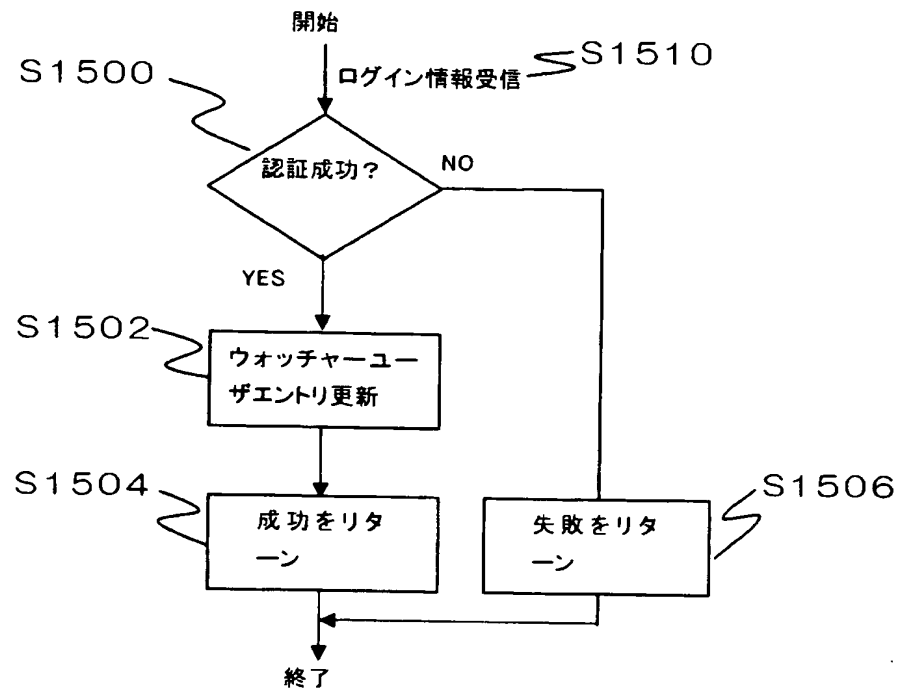 開始
S1500
ログイン情報受信
S1510
認証成功?
NO
YES
S1502
ウォッチャーユー
ザエントリ更新
S1504
成功をリタ
ーン
S1506
失敗をリタ
ーン
終了